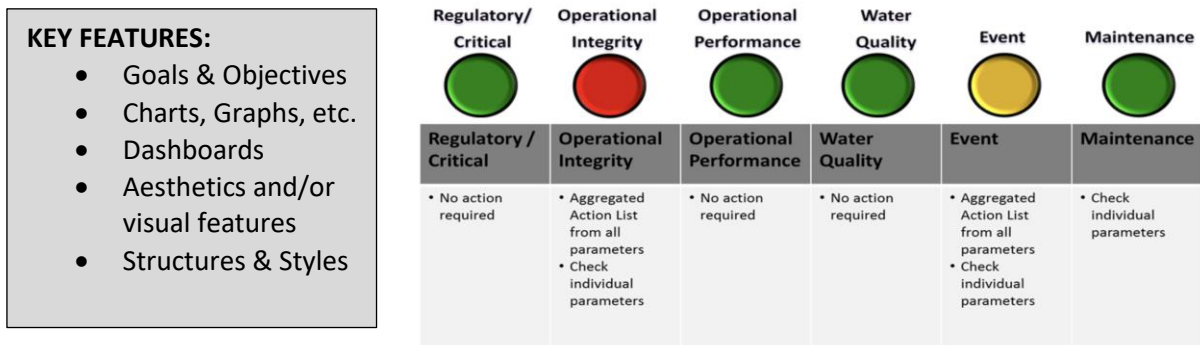 KEY FEATURES:
• Goals & Objectives
• Charts, Graphs, etc.
• Dashboards
• Aesthetics and/or
visual features
• Structures & Styles
Regulatory/
Critical
Operational
Integrity
Operational
Performance
Water
Quality
Event
Maintenance
Regulatory /
Critical
Operational
Integrity
Operational
Performance
Water
Quality
Event
Maintenance
• No action
required
• Aggregated
Action List
from all
parameters
• Check
individual
parameters
• No action
required
• No action
required
• Aggregated
Action List
from all
parameters
• Check
individual
parameters
• Check
individual
parameters